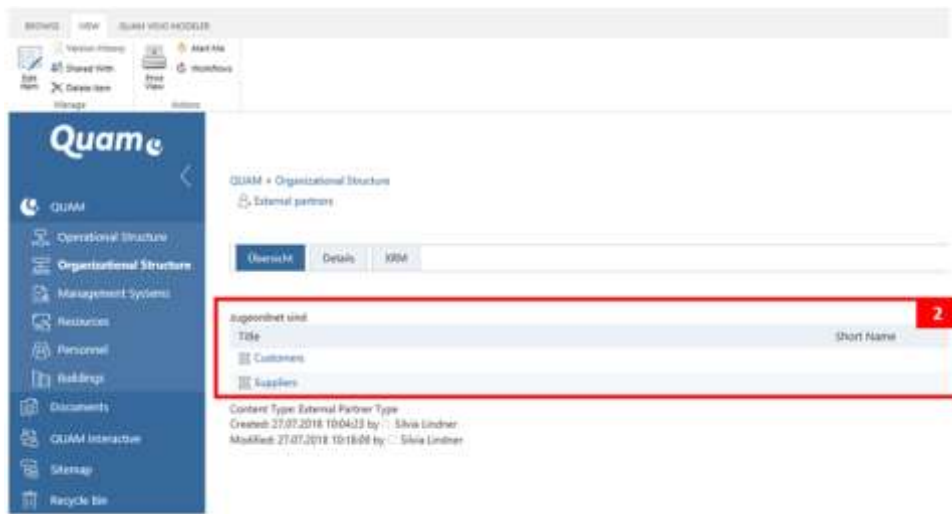 BROWSE VIEW QUAM VISIO MODELER
Version History
Shared With
Delete Item
Edit Item
Manage
Print View
Alert Me
Workflows
Actions
Quam
QUAM
Operational Structure
Organizational Structure
Management Systems
Resources
Personnel
Buildings
Documents
QUAM Interactive
Sitemap
Recycle Bin
QUAM Organizational Structure
External partners
Übersicht Details XRM
2
zugeordnet sind
Title Short Name
Customers
Suppliers
Content Type: External Partner Type
Created: 27.07.2018 10:04:23 by Silvia Lindner
Modified: 27.07.2018 10:18:09 by Silvia Lindner